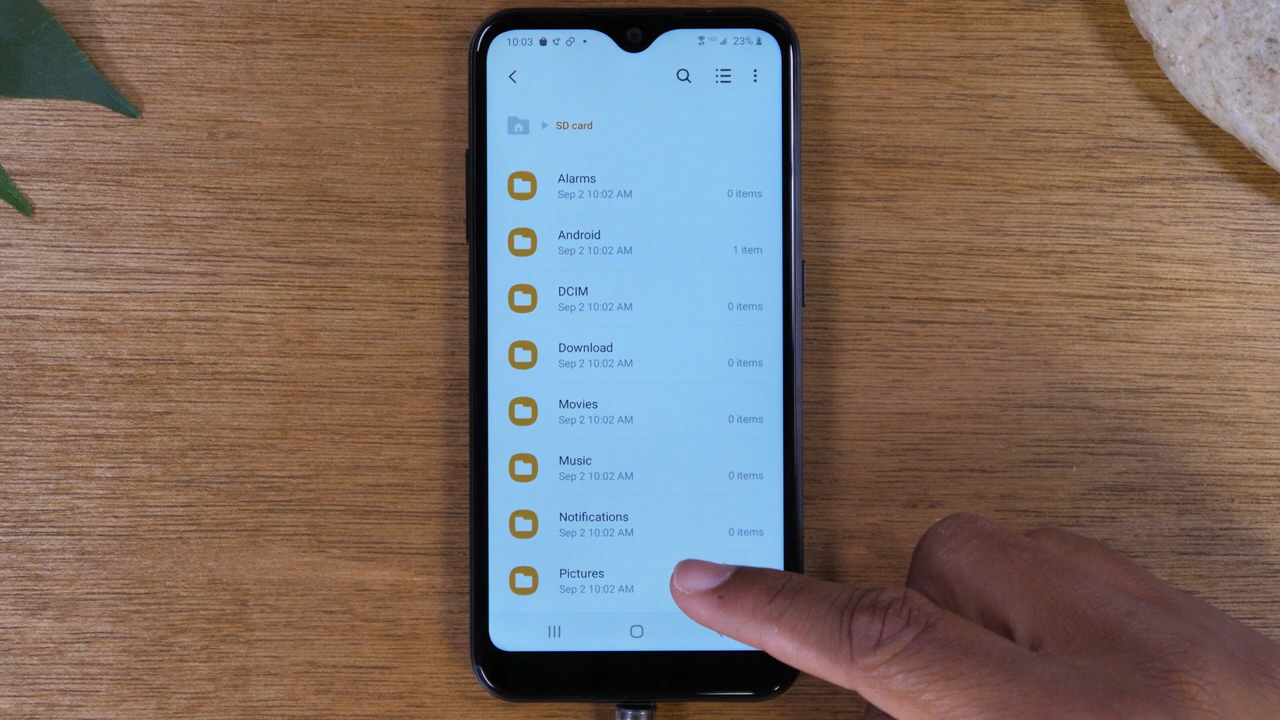 10:03
23%
SD card
Alarms
Sep 2 10:02 AM
0 items
Android
Sep 2 10:02 AM
1 item
DCIM
Sep 2 10:02 AM
0 items
Download
Sep 2 10:02 AM
0 items
Movies
Sep 2 10:02 AM
0 items
Music
Sep 2 10:02 AM
0 items
Notifications
Sep 2 10:02 AM
0 items
Pictures
Sep 2 10:02 AM